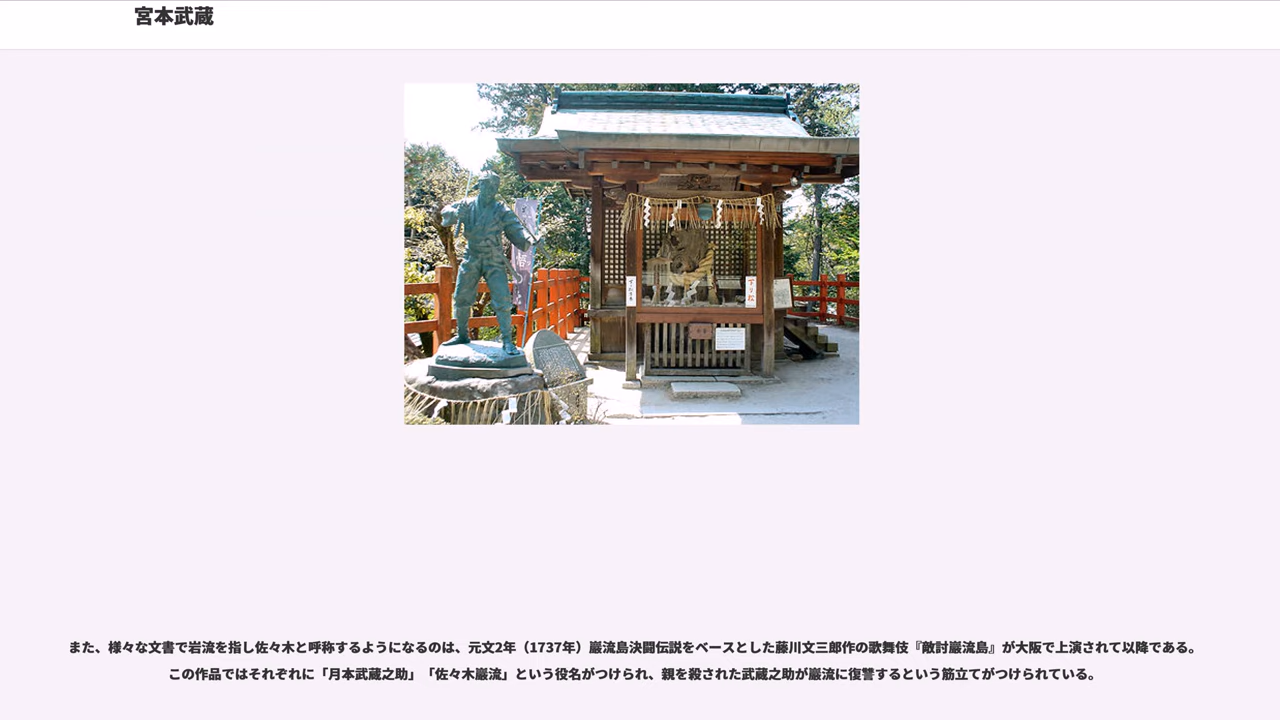 宮本武蔵
また、様々な文書で岩流を指し佐々木と呼称するようになるのは、元文2年（1737年）巌流島決闘伝説をベースとした藤川文三郎作の歌舞伎『敵討巌流島』が大阪で上演されて以降である。
この作品ではそれぞれに「月本武蔵之助」「佐々木巌流」という役名がつけられ、親を殺された武蔵之助が巌流に復讐するという筋立てがつけられている。